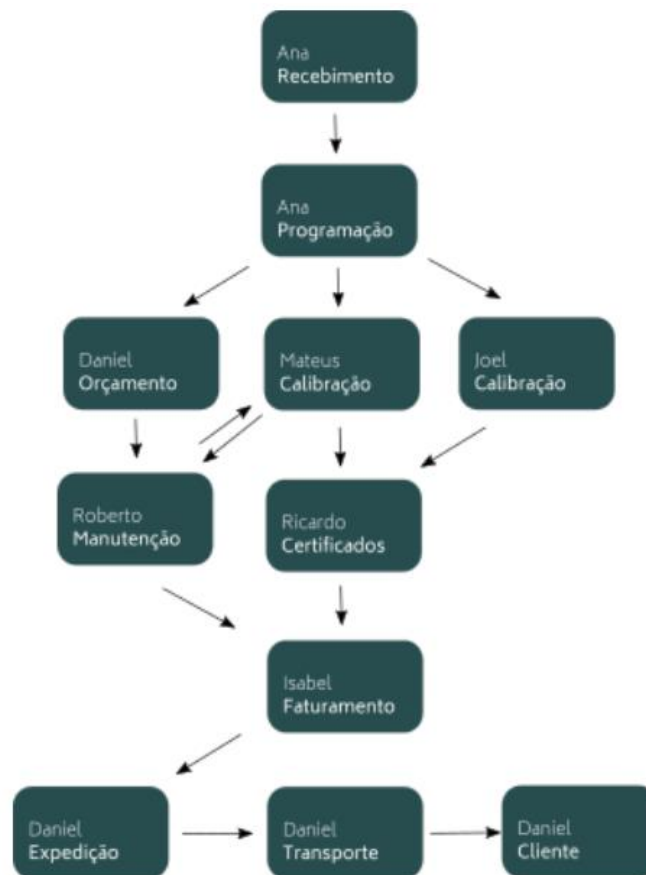 Ana
Recebimento
Ana
Programação
Daniel
Orçamento
Mateus
Calibração
Joel
Calibração
Roberto
Manutenção
Ricardo
Certificados
Isabel
Faturamento
Daniel
Expedição
Daniel
Transporte
Daniel
Cliente